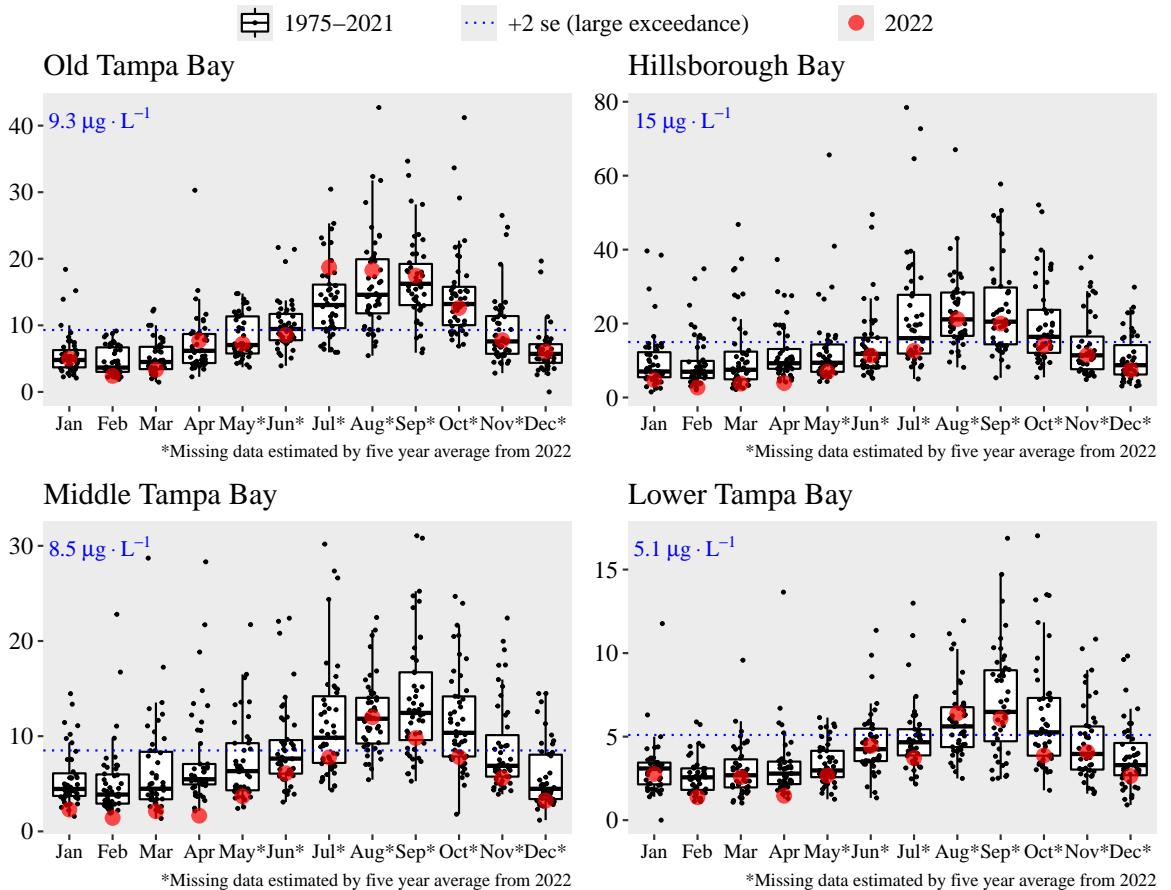 1975–2021 +2 se (large exceedance) 2022
Old Tampa Bay
9.3 μg · L⁻¹
40
30
20
10
0
Jan Feb Mar Apr May* Jun* Jul* Aug* Sep* Oct* Nov* Dec*
*Missing data estimated by five year average from 2022
Hillsborough Bay
15 μg · L⁻¹
80
60
40
20
0
Jan Feb Mar Apr May* Jun* Jul* Aug* Sep* Oct* Nov* Dec*
*Missing data estimated by five year average from 2022
Middle Tampa Bay
8.5 μg · L⁻¹
30
20
10
0
Jan Feb Mar Apr May* Jun* Jul* Aug* Sep* Oct* Nov* Dec*
*Missing data estimated by five year average from 2022
Lower Tampa Bay
5.1 μg · L⁻¹
15
10
5
0
Jan Feb Mar Apr May* Jun* Jul* Aug* Sep* Oct* Nov* Dec*
*Missing data estimated by five year average from 2022